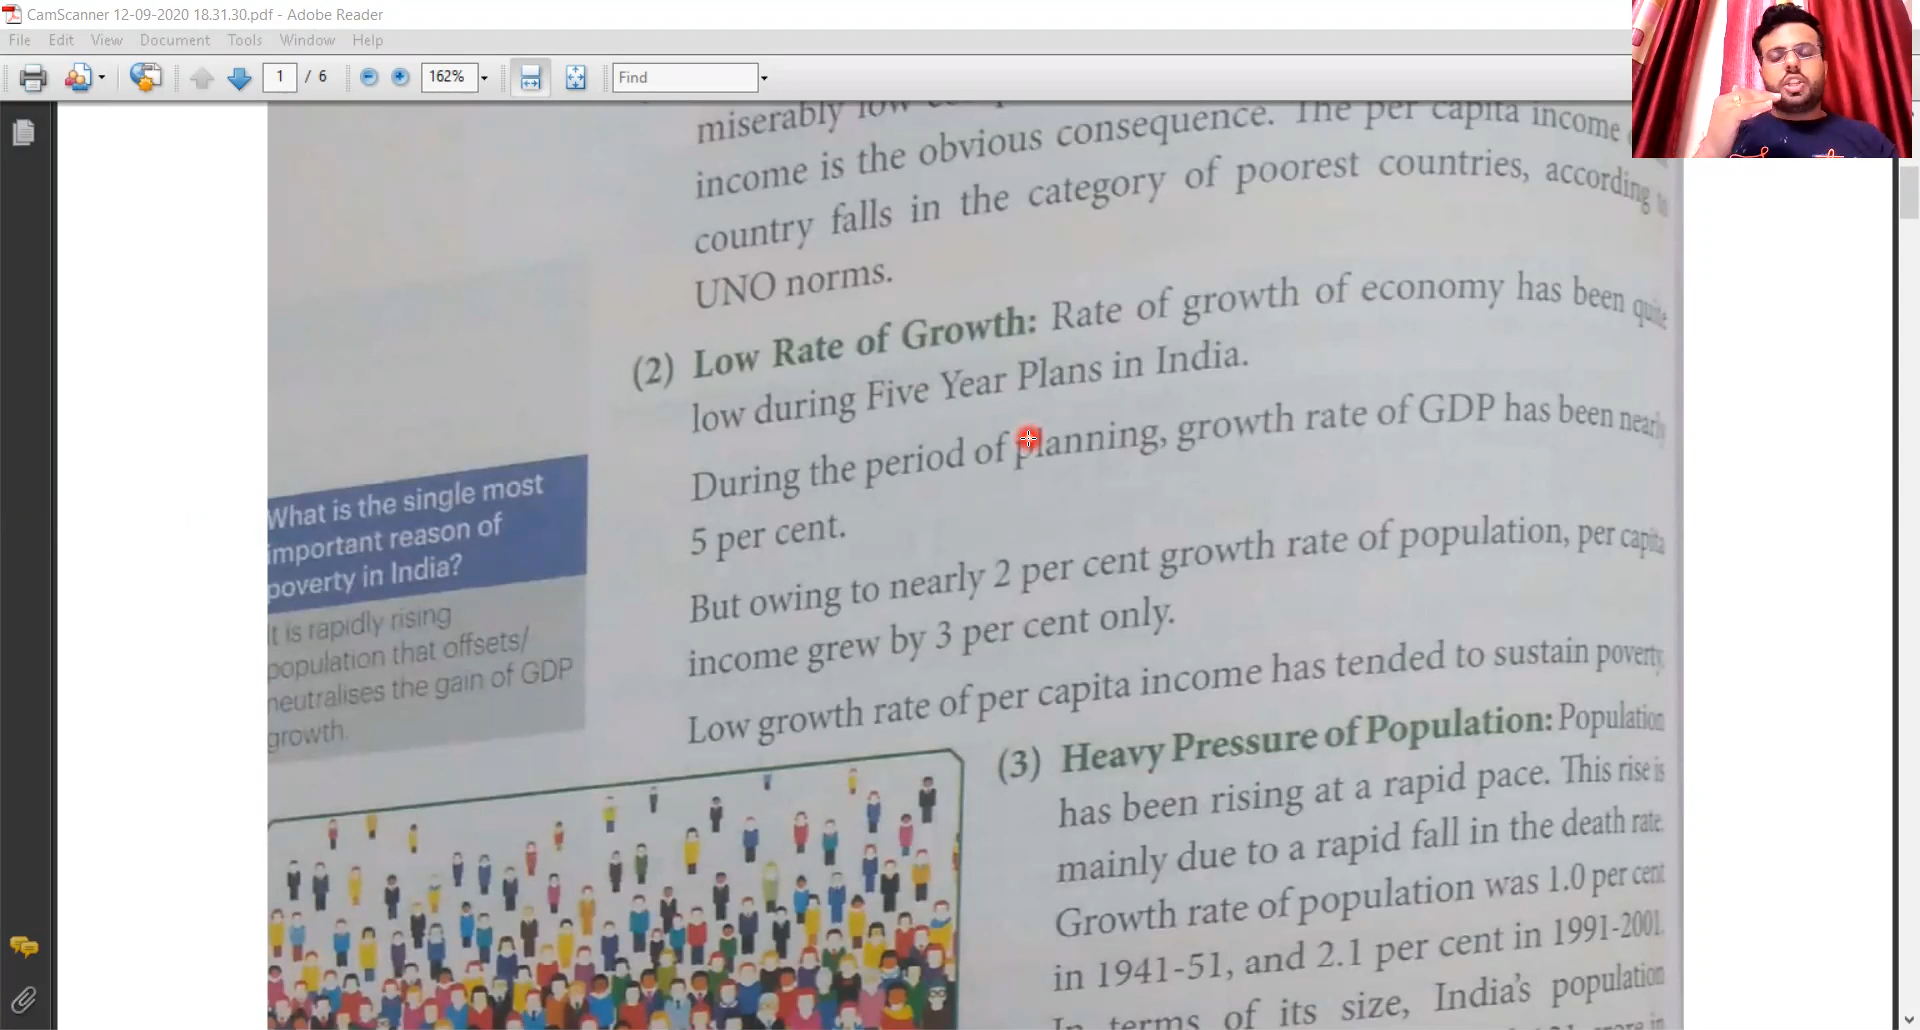 CamScanner 12-09-2020 18.31.30.pdf - Adobe Reader
File Edit View Document Tools Window Help
1 / 6 162% Find
miserably low
income is the obvious consequence. The per capita income
country falls in the category of poorest countries, according to
UNO norms.
(2) Low Rate of Growth: Rate of growth of economy has been quite
low during Five Year Plans in India.
During the period of planning, growth rate of GDP has been nearly
5 per cent.
But owing to nearly 2 per cent growth rate of population, per capita
income grew by 3 per cent only.
Low growth rate of per capita income has tended to sustain poverty
What is the single most
important reason of
poverty in India?
It is rapidly rising
population that offsets/
neutralises the gain of GDP
growth.
(3) Heavy Pressure of Population: Population
has been rising at a rapid pace. This rise is
mainly due to a rapid fall in the death rate.
Growth rate of population was 1.0 per cent
in 1941-51, and 2.1 per cent in 1991-2001.
In terms of its size, India's population